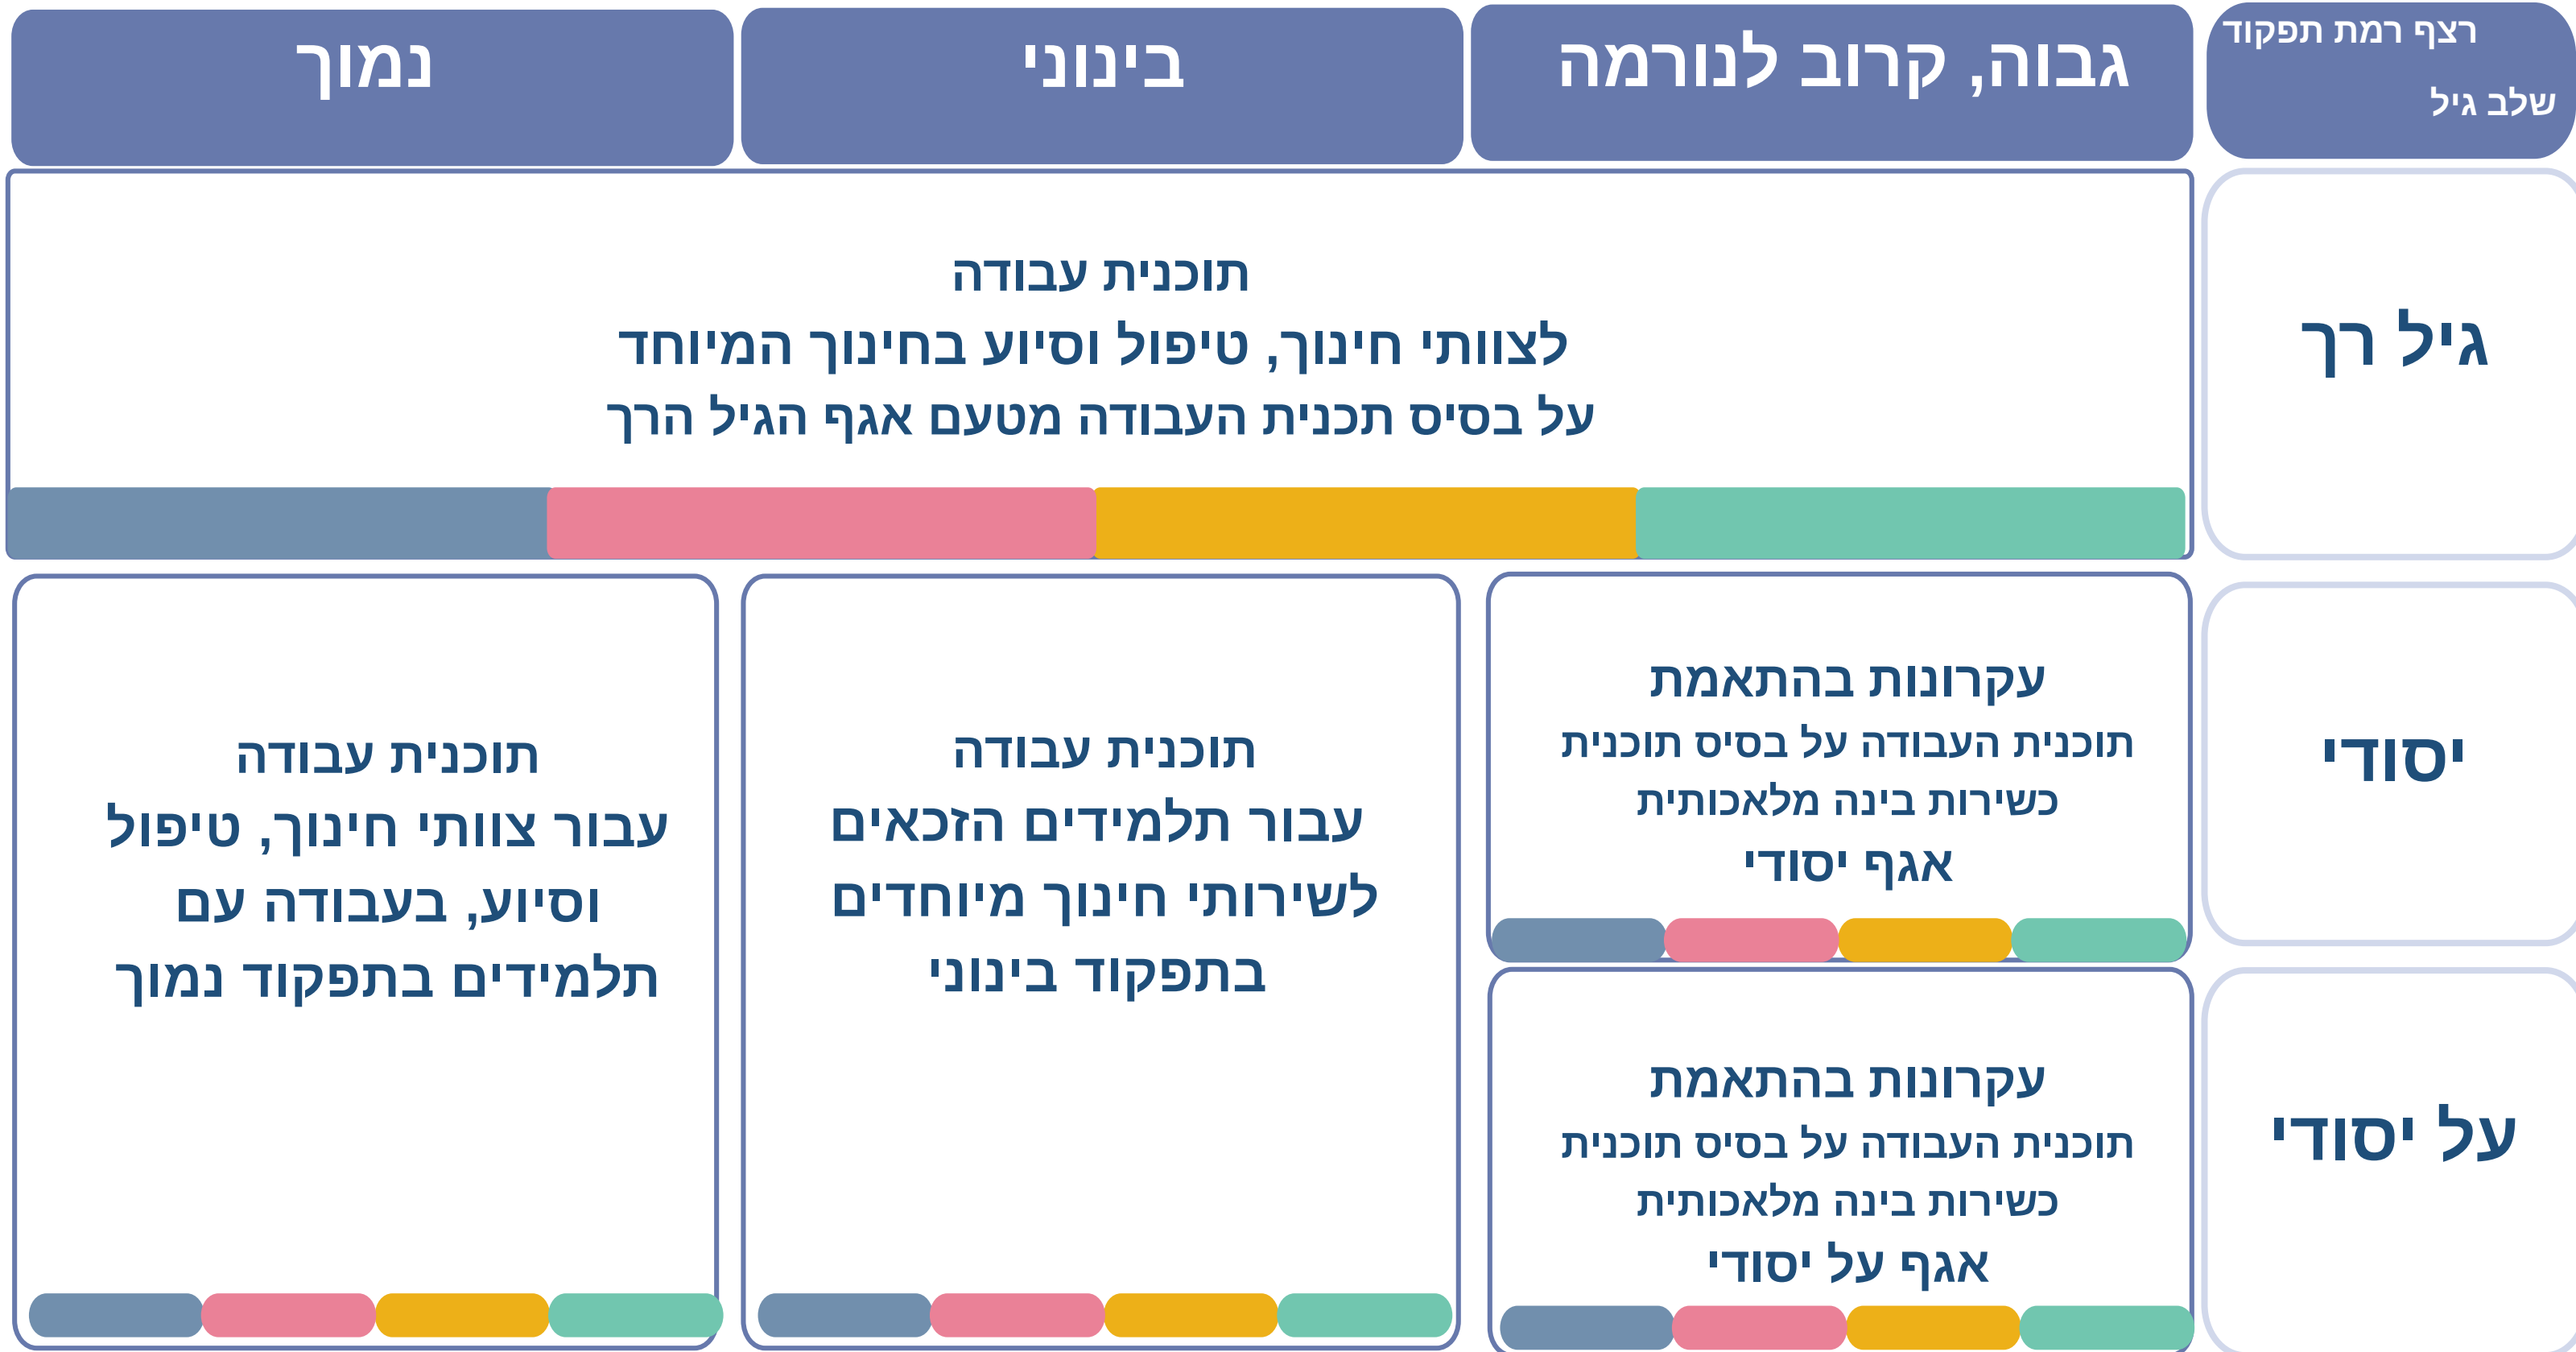 רצף רמת תפקוד
שלב גיל
גבוה, קרוב לנורמה
בינוני
נמוך
גיל רך
תוכנית עבודה
לצוותי חינוך, טיפול וסיוע בחינוך המיוחד
על בסיס תכנית העבודה מטעם אגף הגיל הרך
יסודי
עקרונות בהתאמת
תוכנית העבודה על בסיס תוכנית
כשירות בינה מלאכותית
אגף יסודי
תוכנית עבודה
עבור תלמידים הזכאים
לשירותי חינוך מיוחדים
בתפקוד בינוני
תוכנית עבודה
עבור צוותי חינוך, טיפול
וסיוע, בעבודה עם
תלמידים בתפקוד נמוך
על יסודי
עקרונות בהתאמת
תוכנית העבודה על בסיס תוכנית
כשירות בינה מלאכותית
אגף על יסודי